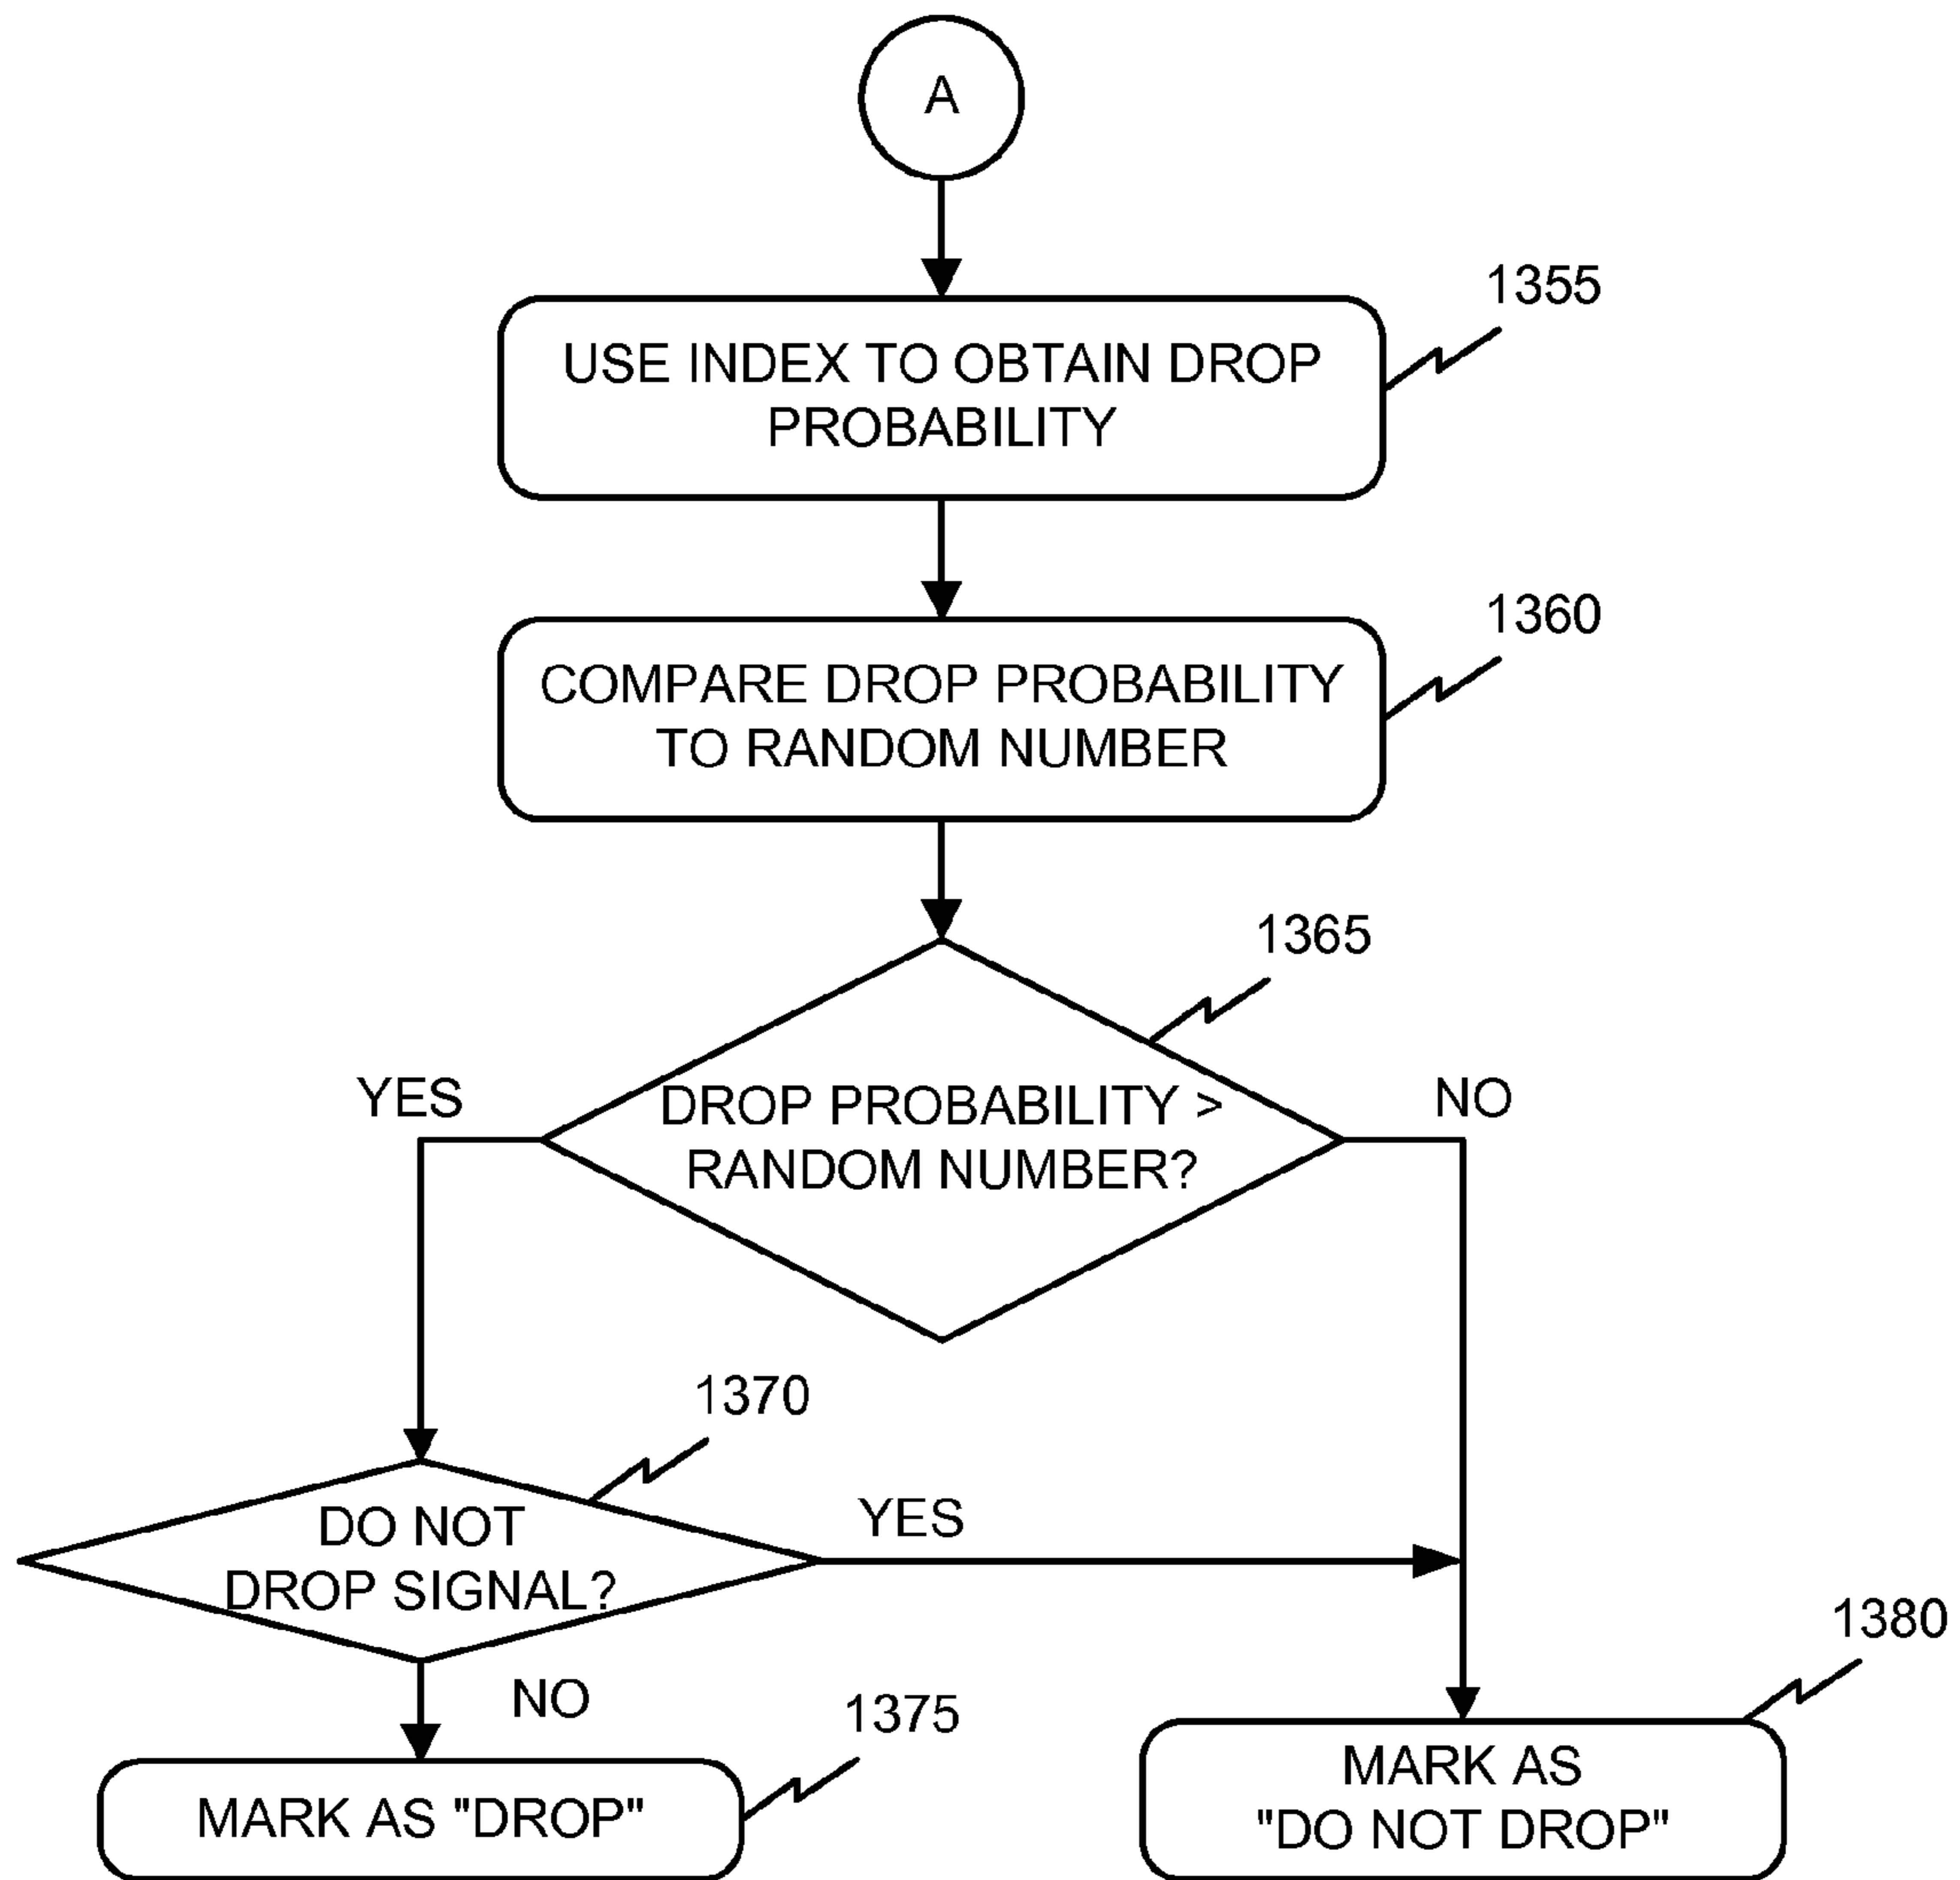 A
1355
USE INDEX TO OBTAIN DROP
PROBABILITY
1360
COMPARE DROP PROBABILITY
TO RANDOM NUMBER
1365
YES
DROP PROBABILITY >
RANDOM NUMBER?
NO
1370
DO NOT
DROP SIGNAL?
YES
NO
1375
MARK AS "DROP"
1380
MARK AS
"DO NOT DROP"